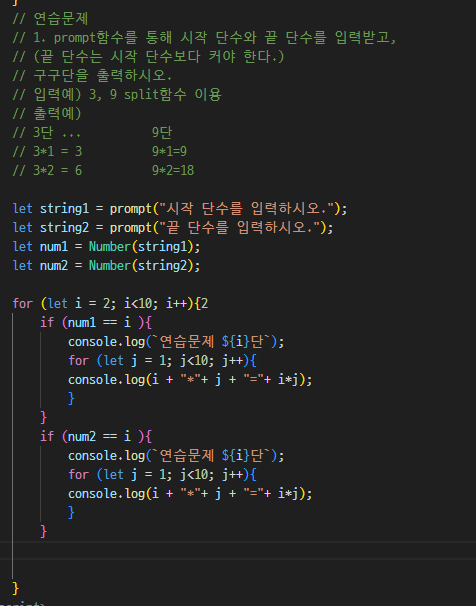 }
// 연습문제
// 1. prompt함수를 통해 시작 단수와 끝 단수를 입력받고,
// (끝 단수는 시작 단수보다 커야 한다.)
// 구구단을 출력하시오.
// 입력예) 3, 9 split함수 이용
// 출력예)
// 3단 ...         9단
// 3*1 = 3         9*1=9
// 3*2 = 6         9*2=18

let string1 = prompt("시작 단수를 입력하시오.");
let string2 = prompt("끝 단수를 입력하시오.");
let num1 = Number(string1);
let num2 = Number(string2);

for (let i = 2; i<10; i++){2
    if (num1 == i ){
        console.log(`연습문제 ${i}단`);
        for (let j = 1; j<10; j++){
        console.log(i + "*"+ j + "="+ i*j);
        }
    }
    if (num2 == i ){
        console.log(`연습문제 ${i}단`);
        for (let j = 1; j<10; j++){
        console.log(i + "*"+ j + "="+ i*j);
        }
    }


}